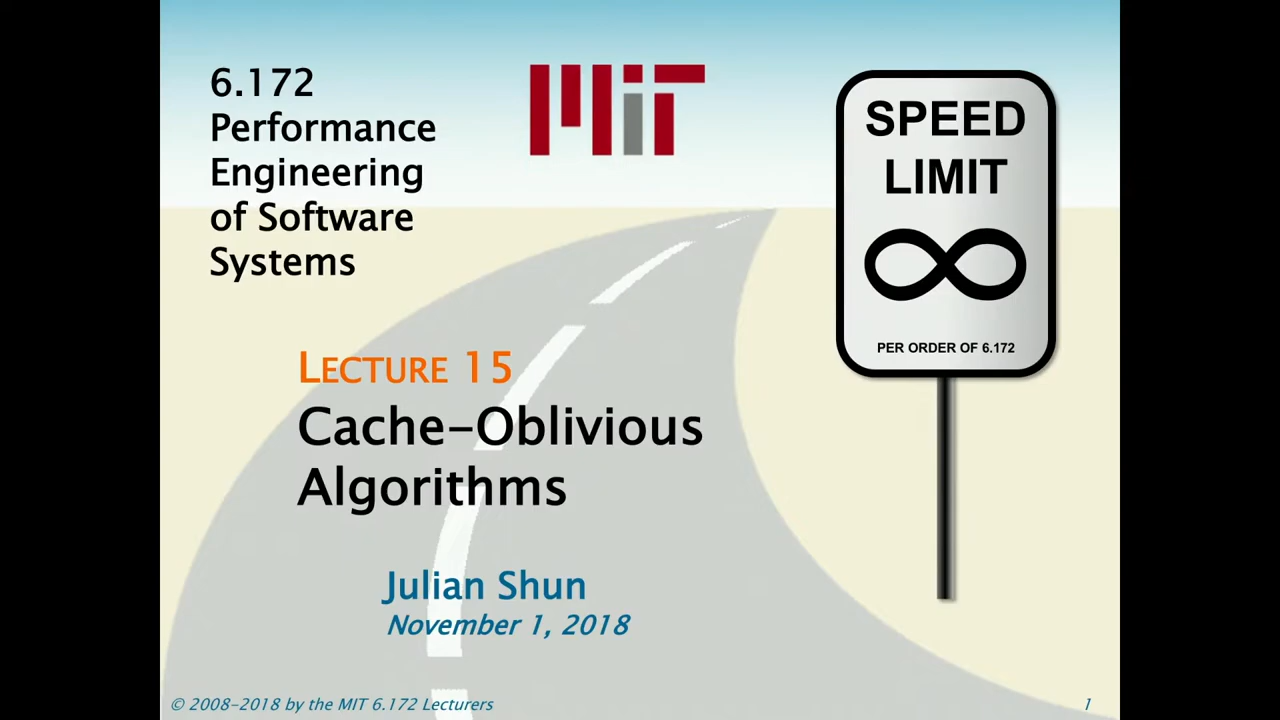 6.172
Performance
Engineering
of Software
Systems
MIT
SPEED
LIMIT
∞
PER ORDER OF 6.172
LECTURE 15
Cache-Oblivious
Algorithms
Julian Shun
November 1, 2018
© 2008-2018 by the MIT 6.172 Lecturers
1